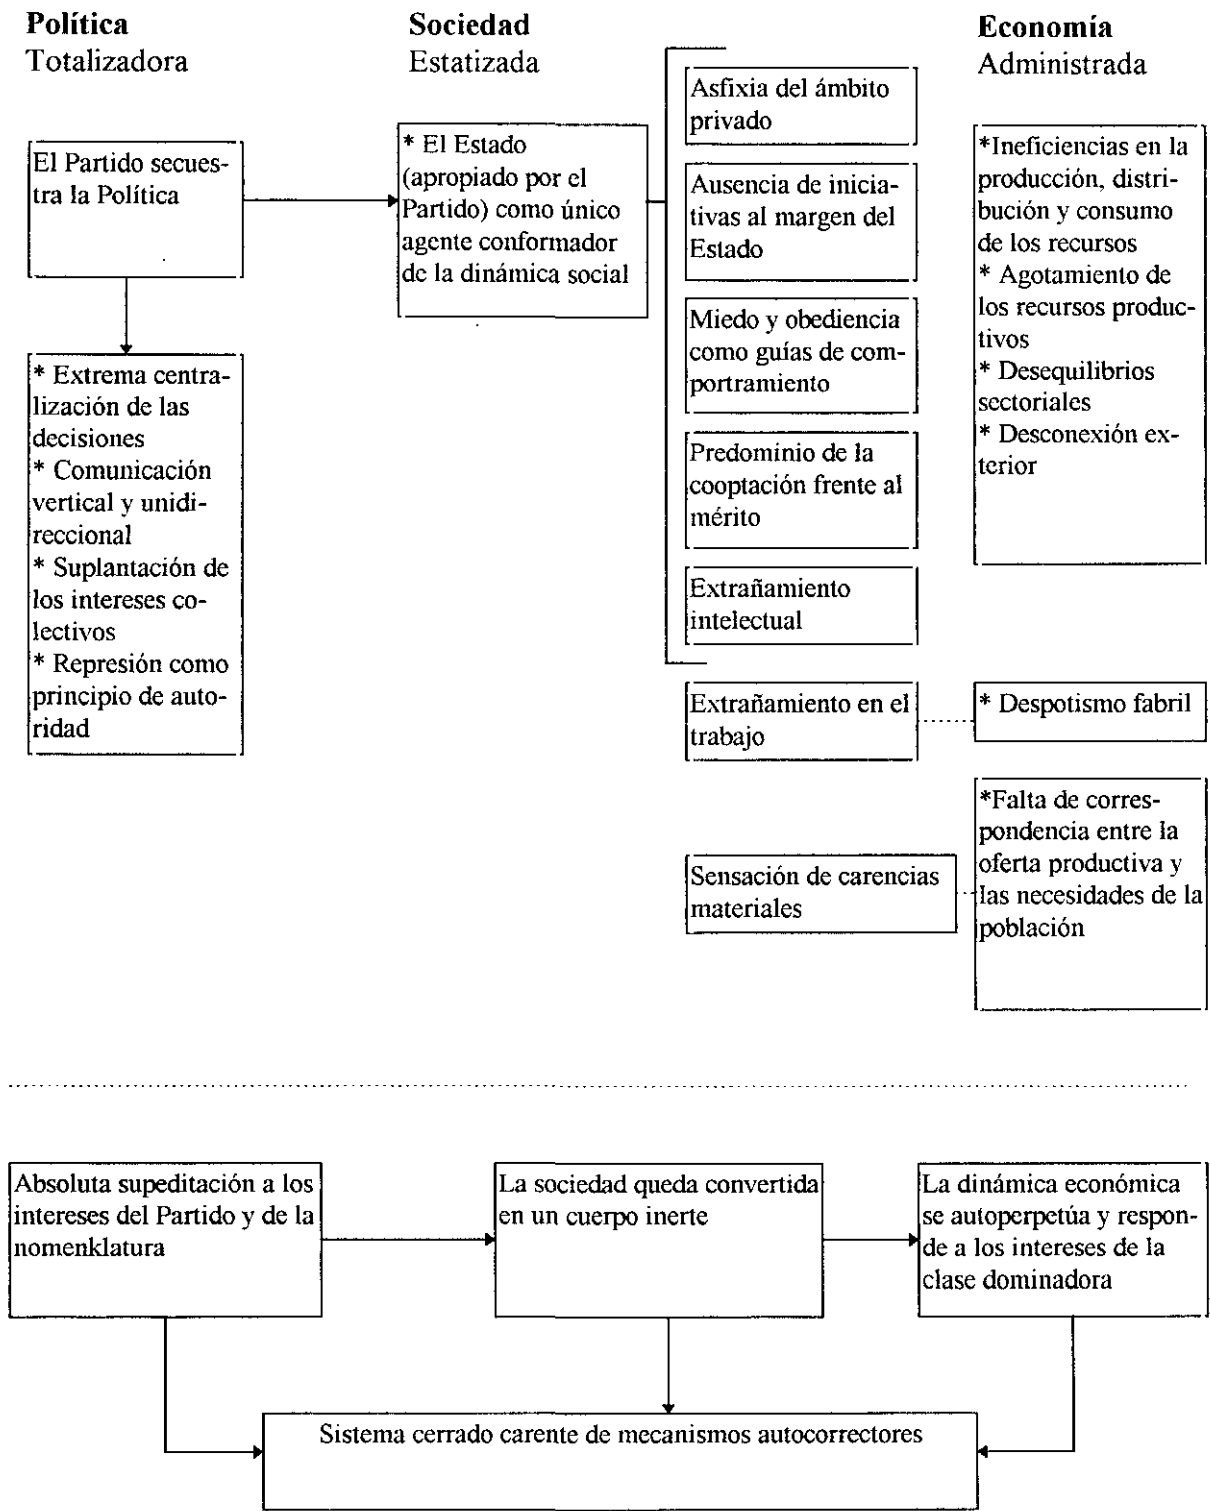 Política
Totalizadora
Sociedad
Estatizada
Economía
Administrada
El Partido secues-
tra la Política
* Extrema centra-
lización de las
decisiones
* Comunicación
vertical y unidi-
reccional
* Suplantación de
los intereses co-
lectivos
* Represión como
principio de auto-
ridad
* El Estado
(apropiado por el
Partido) como único
agente conformador
de la dinámica social
Asfixia del ámbito
privado
Ausencia de inicia-
tivas al margen del
Estado
Miedo y obediencia
como guías de com-
portramiento
Predominio de la
cooptación frente al
mérito
Extrañamiento
intelectual
Extrañamiento en el
trabajo
Sensación de carencias
materiales
*Ineficiencias en la
producción, distri-
bución y consumo
de los recursos
* Agotamiento de
los recursos produc-
tivos
* Desequilibrios
sectoriales
* Desconexión ex-
terior
* Despotismo fabril
*Falta de corres-
pondencia entre la
oferta productiva y
las necesidades de la
población
Absoluta supeditación a los
intereses del Partido y de la
nomenklatura
La sociedad queda convertida
en un cuerpo inerte
La dinámica económica
se autoperpetúa y respon-
de a los intereses de la
clase dominadora
Sistema cerrado carente de mecanismos autocorrectores